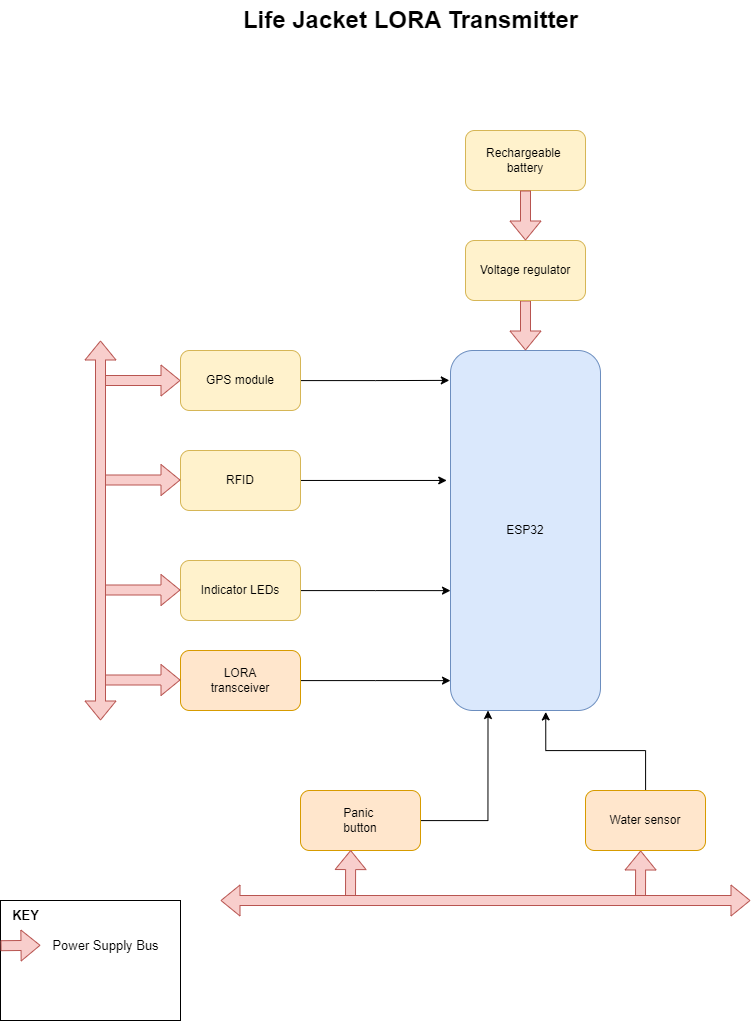 Life Jacket LORA Transmitter
Rechargeable
battery
Voltage regulator
GPS module
RFID
ESP32
Indicator LEDs
LORA
transceiver
Panic
button
Water sensor
KEY
Power Supply Bus